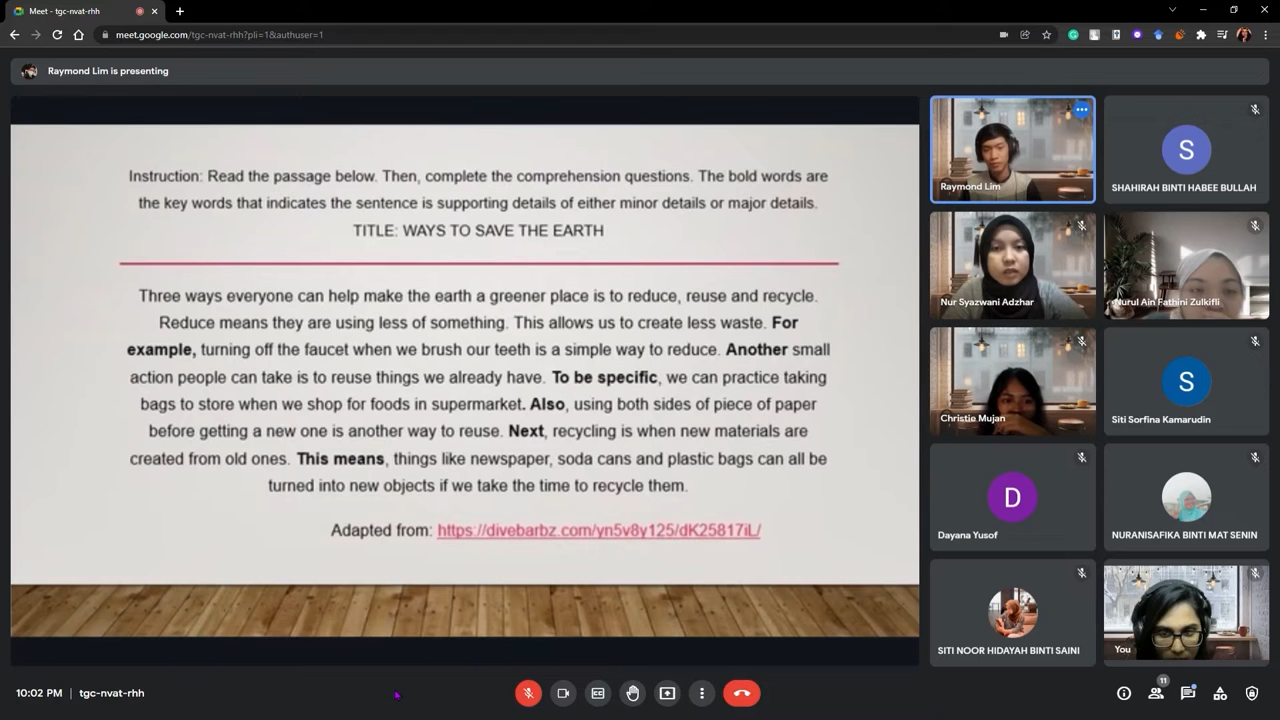 Meet - tgc-nvat-rhh
meet.google.com/tgc-nvat-rhh?pli=1&authuser=1
Raymond Lim is presenting
Instruction: Read the passage below. Then, complete the comprehension questions. The bold words are
the key words that indicates the sentence is supporting details of either minor details or major details.
TITLE: WAYS TO SAVE THE EARTH
Three ways everyone can help make the earth a greener place is to reduce, reuse and recycle.
Reduce means they are using less of something. This allows us to create less waste. For
example, turning off the faucet when we brush our teeth is a simple way to reduce. Another small
action people can take is to reuse things we already have. To be specific, we can practice taking
bags to store when we shop for foods in supermarket. Also, using both sides of piece of paper
before getting a new one is another way to reuse. Next, recycling is when new materials are
created from old ones. This means, things like newspaper, soda cans and plastic bags can all be
turned into new objects if we take the time to recycle them.
Adapted from: https://divebarbz.com/yn5v8y125/dK25817iL/
Raymond Lim
S
SHAHIRAH BINTI HABEE BULLAH
Nur Syazwani Adzhar
Nurul Ain Fathini Zulkifli
Christie Mujan
S
Siti Sorfina Kamarudin
D
Dayana Yusof
NURANISAFIKA BINTI MAT SENIN
SITI NOOR HIDAYAH BINTI SAINI
You
10:02 PM | tgc-nvat-rhh
11